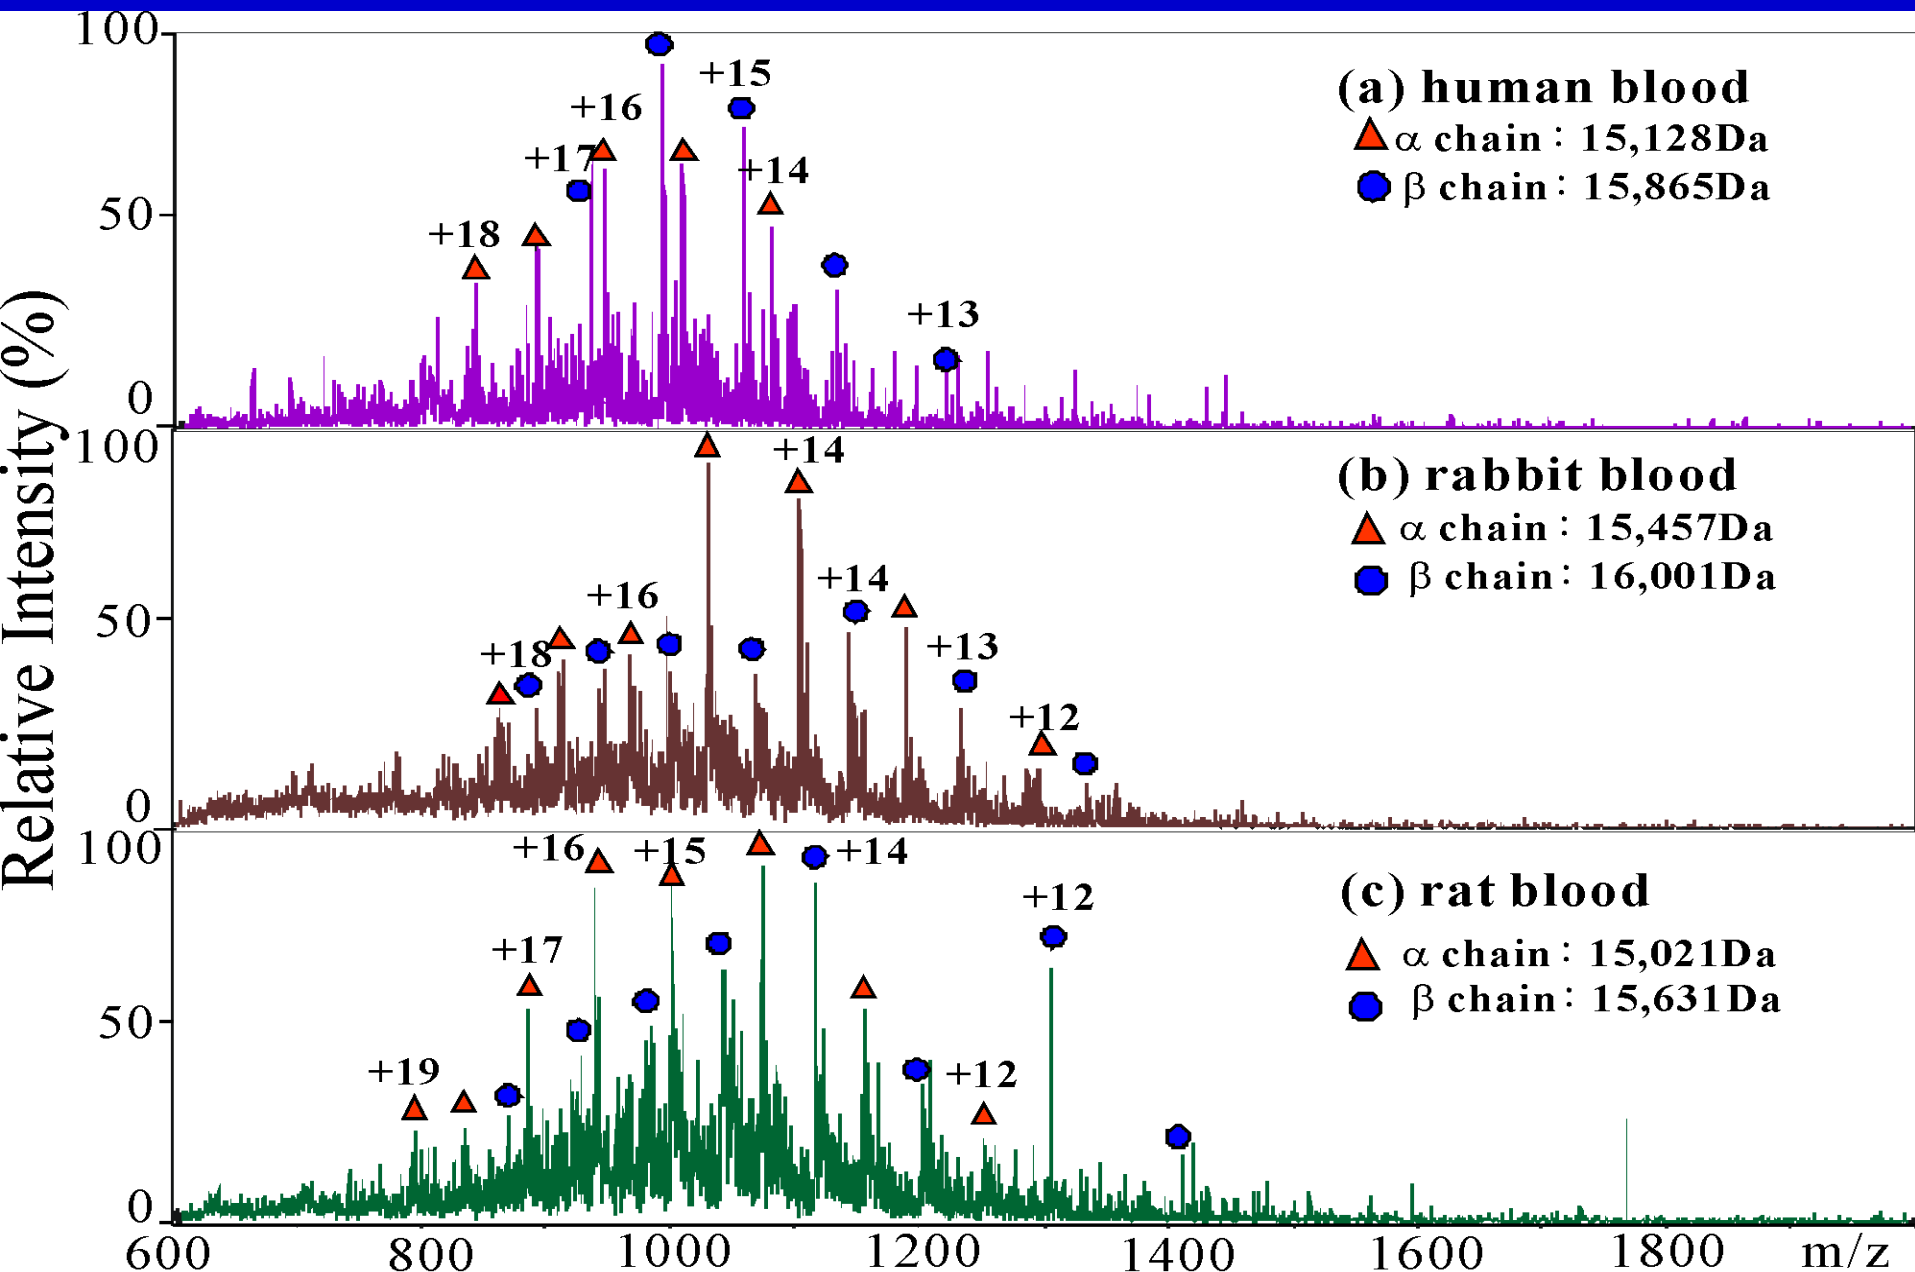 Relative Intensity (%)
100
50
0
+18
+17
+16
+15
+14
+13
(a) human blood
α chain : 15,128Da
β chain : 15,865Da
100
50
0
+18
+16
+14
+14
+13
+12
(b) rabbit blood
α chain : 15,457Da
β chain : 16,001Da
100
50
0
+19
+17
+16
+15
+14
+12
+12
(c) rat blood
α chain : 15,021Da
β chain : 15,631Da
600 800 1000 1200 1400 1600 1800 m/z